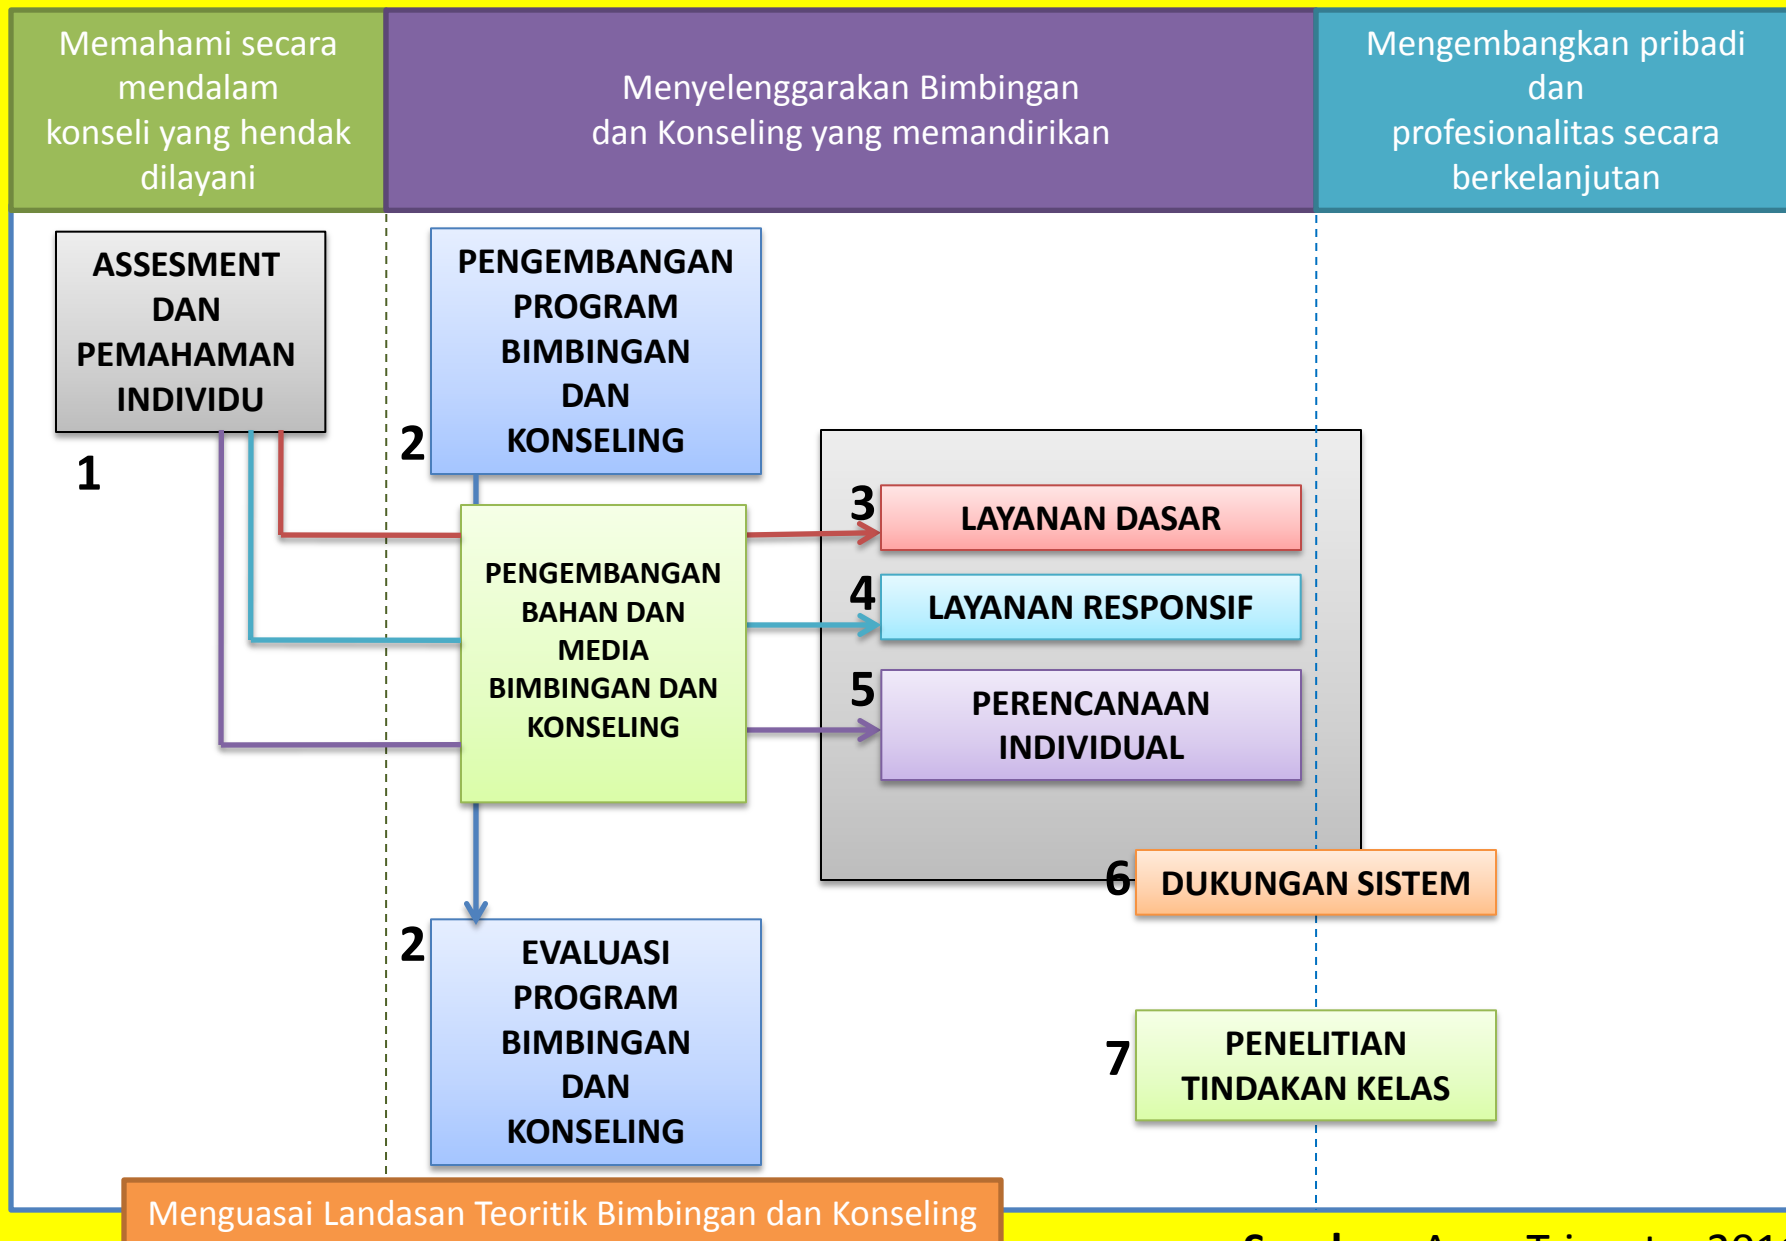 Memahami secara
mendalam
konseli yang hendak
dilayani
Menyelenggarakan Bimbingan
dan Konseling yang memandirikan
Mengembangkan pribadi
dan
profesionalitas secara
berkelanjutan
ASSESMENT
DAN
PEMAHAMAN
INDIVIDU
1
PENGEMBANGAN
PROGRAM
BIMBINGAN
DAN
KONSELING
2
PENGEMBANGAN
BAHAN DAN
MEDIA
BIMBINGAN DAN
KONSELING
3
LAYANAN DASAR
4
LAYANAN RESPONSIF
5
PERENCANAAN
INDIVIDUAL
6
DUKUNGAN SISTEM
2
EVALUASI
PROGRAM
BIMBINGAN
DAN
KONSELING
7
PENELITIAN
TINDAKAN KELAS
Menguasai Landasan Teoritik Bimbingan dan Konseling